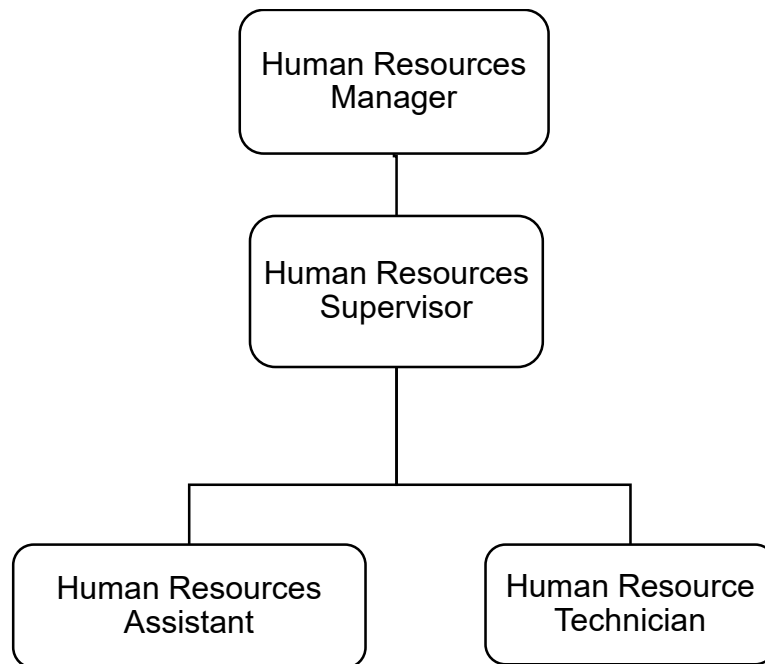 Human Resources
Manager
Human Resources
Supervisor
Human Resources
Assistant
Human Resource
Technician